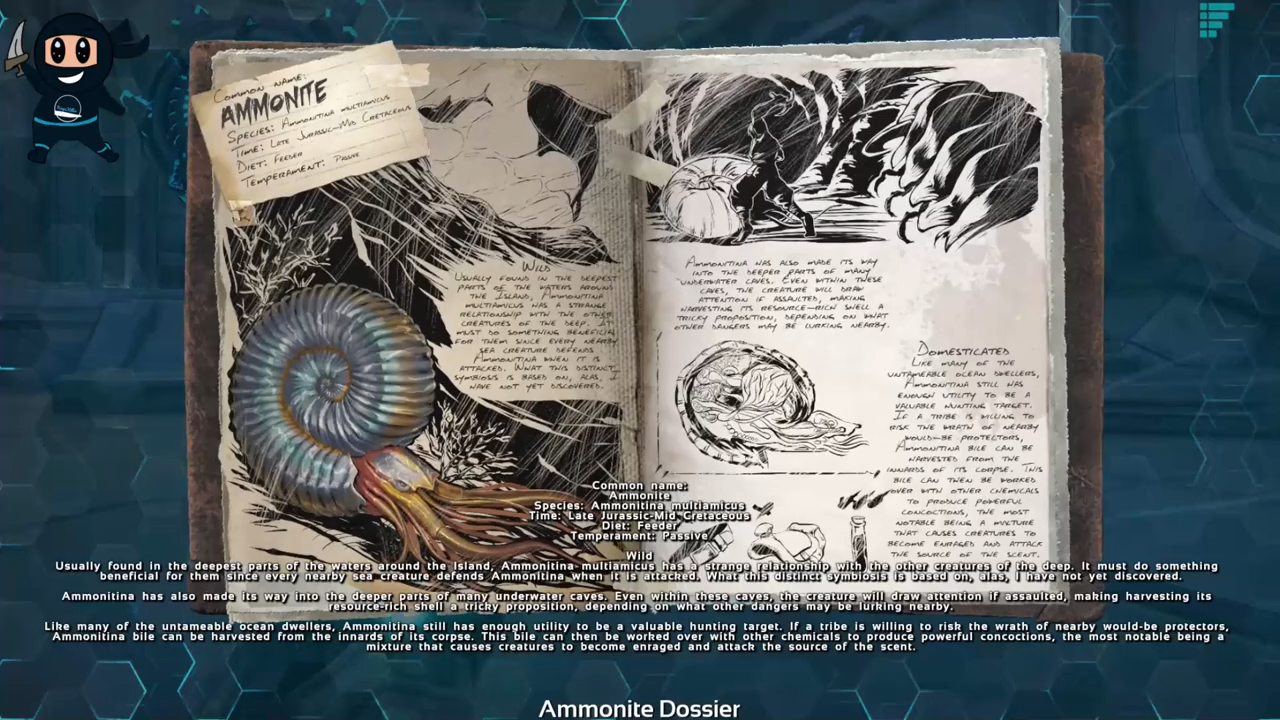 Common name:
AMMONITE
Species: Ammonitina multiamicus
Time: Late Jurassic-Mid Cretaceous
Diet: Feeder
Temperament: Passive
Wild
Usually found in the deepest
parts of the waters around
the Island, Ammonitina
multiamicus has a strange
relationship with the other
creatures of the deep. It
must do something beneficial
for them since every nearby
sea creature defends
Ammonitina when it is
attacked. What this distinct
symbiosis is based on, alas, I
have not yet discovered.
Ammonitina has also made its way
into the deeper parts of many
underwater caves. Even within these
caves, the creature will draw
attention if assaulted, making
harvesting its resource-rich shell a
tricky proposition, depending on what
other dangers may be lurking nearby.
Domesticated
Like many of the
untameable ocean dwellers,
Ammonitina still has
enough utility to be a
valuable hunting target.
If a tribe is willing to
risk the wrath of nearby
would-be protectors,
Ammonitina bile can be
harvested from the
innards of its corpse. This
bile can then be worked
over with other chemicals
to produce powerful
concoctions, the most
notable being a mixture
that causes creatures to
become enraged and attack
the source of the scent.
Common name:
Ammonite
Species: Ammonitina multiamicus
Time: Late Jurassic-Mid Cretaceous
Diet: Feeder
Temperament: Passive
Wild
Usually found in the deepest parts of the waters around the Island, Ammonitina multiamicus has a strange relationship with the other creatures of the deep. It must do something
beneficial for them since every nearby sea creature defends Ammonitina when it is attacked. What this distinct symbiosis is based on, alas, I have not yet discovered.
Ammonitina has also made its way into the deeper parts of many underwater caves. Even within these caves, the creature will draw attention if assaulted, making harvesting its
resource-rich shell a tricky proposition, depending on what other dangers may be lurking nearby.
Like many of the untameable ocean dwellers, Ammonitina still has enough utility to be a valuable hunting target. If a tribe is willing to risk the wrath of nearby would-be protectors,
Ammonitina bile can be harvested from the innards of its corpse. This bile can then be worked over with other chemicals to produce powerful concoctions, the most notable being a
mixture that causes creatures to become enraged and attack the source of the scent.
Ammonite Dossier